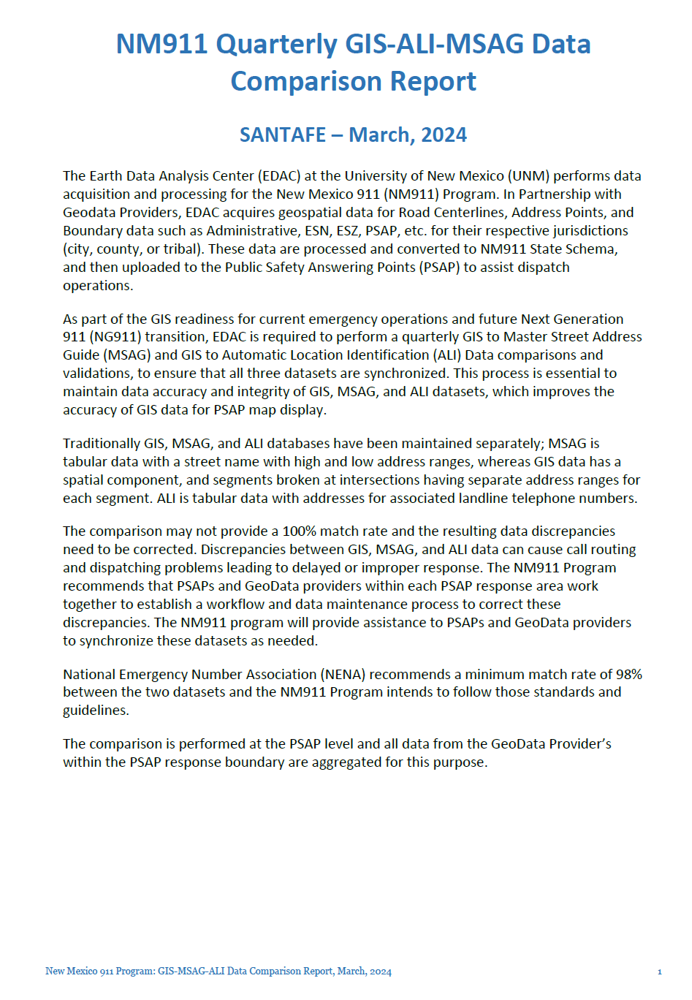 NM911 Quarterly GIS-ALI-MSAG Data
Comparison Report
SANTAFE – March, 2024
The Earth Data Analysis Center (EDAC) at the University of New Mexico (UNM) performs data
acquisition and processing for the New Mexico 911 (NM911) Program. In Partnership with
Geodata Providers, EDAC acquires geospatial data for Road Centerlines, Address Points, and
Boundary data such as Administrative, ESN, ESZ, PSAP, etc. for their respective jurisdictions
(city, county, or tribal). These data are processed and converted to NM911 State Schema,
and then uploaded to the Public Safety Answering Points (PSAP) to assist dispatch
operations.
As part of the GIS readiness for current emergency operations and future Next Generation
911 (NG911) transition, EDAC is required to perform a quarterly GIS to Master Street Address
Guide (MSAG) and GIS to Automatic Location Identification (ALI) Data comparisons and
validations, to ensure that all three datasets are synchronized. This process is essential to
maintain data accuracy and integrity of GIS, MSAG, and ALI datasets, which improves the
accuracy of GIS data for PSAP map display.
Traditionally GIS, MSAG, and ALI databases have been maintained separately; MSAG is
tabular data with a street name with high and low address ranges, whereas GIS data has a
spatial component, and segments broken at intersections having separate address ranges for
each segment. ALI is tabular data with addresses for associated landline telephone numbers.
The comparison may not provide a 100% match rate and the resulting data discrepancies
need to be corrected. Discrepancies between GIS, MSAG, and ALI data can cause call routing
and dispatching problems leading to delayed or improper response. The NM911 Program
recommends that PSAPs and GeoData providers within each PSAP response area work
together to establish a workflow and data maintenance process to correct these
discrepancies. The NM911 program will provide assistance to PSAPs and GeoData providers
to synchronize these datasets as needed.
National Emergency Number Association (NENA) recommends a minimum match rate of 98%
between the two datasets and the NM911 Program intends to follow those standards and
guidelines.
The comparison is performed at the PSAP level and all data from the GeoData Provider’s
within the PSAP response boundary are aggregated for this purpose.
New Mexico 911 Program: GIS-MSAG-ALI Data Comparison Report, March, 2024 1